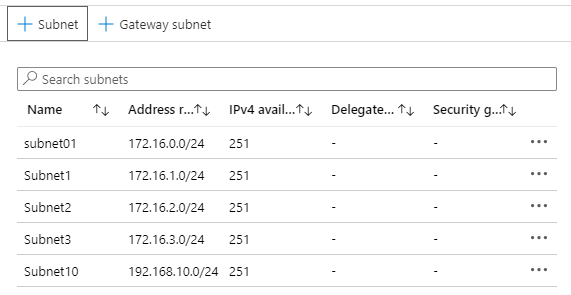 + Subnet + Gateway subnet
Search subnets
Name ↑↓ Address r...↑↓ IPv4 avail...↑↓ Delegate... ↑↓ Security g...↑↓
subnet01 172.16.0.0/24 251 - - ...
Subnet1 172.16.1.0/24 251 - - ...
Subnet2 172.16.2.0/24 251 - - ...
Subnet3 172.16.3.0/24 251 - - ...
Subnet10 192.168.10.0/24 251 - - ...